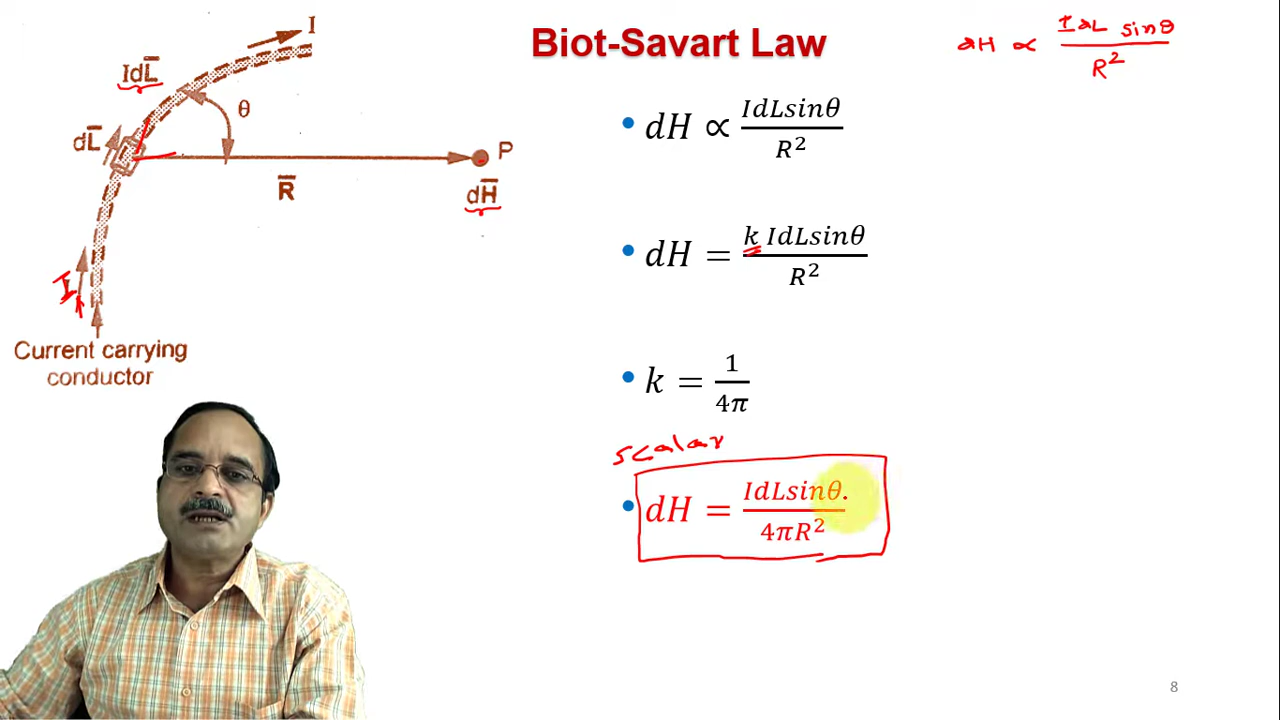 Biot-Savart Law
dH ∝ I dL sinθ / R²
I
IdL̅
θ
dL̅
P
R̅
dH̅
I
Current carrying
conductor
• dH ∝ IdLsinθ / R²
• dH = k IdLsinθ / R²
• k = 1 / 4π
scalar
• dH = IdLsinθ. / 4πR²
8